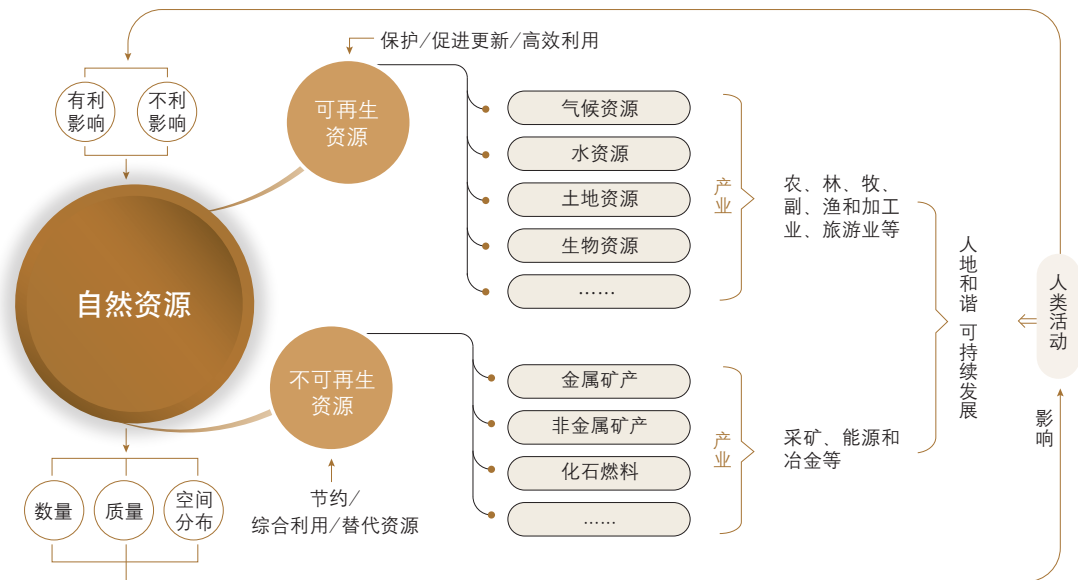 保护/促进更新/高效利用
有利
影响
不利
影响
可再生
资源
气候资源
水资源
土地资源
生物资源
……
产业
农、林、牧、
副、渔和加工
业、旅游业等
自然资源
不可再生
资源
金属矿产
非金属矿产
化石燃料
……
产业
采矿、能源和
冶金等
节约/
综合利用/替代资源
数量
质量
空间
分布
人地和谐 可持续发展
人类活动
影响